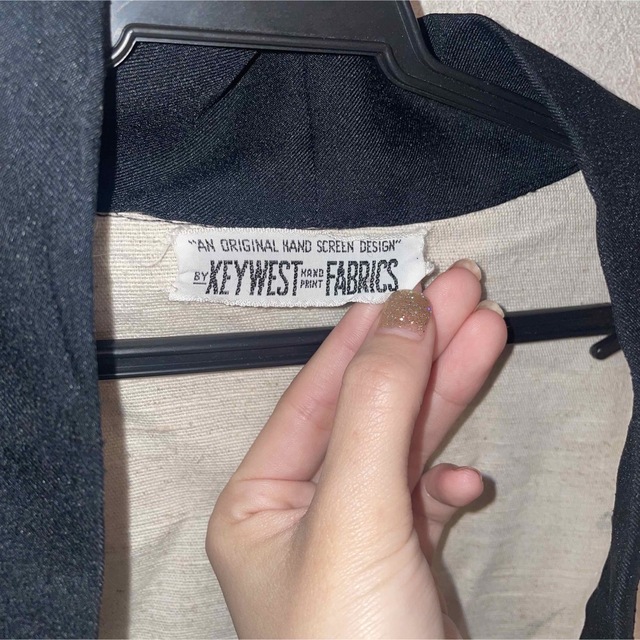 "AN ORIGINAL HAND SCREEN DESIGN"
BY KEYWEST HAND PRINT FABRICS